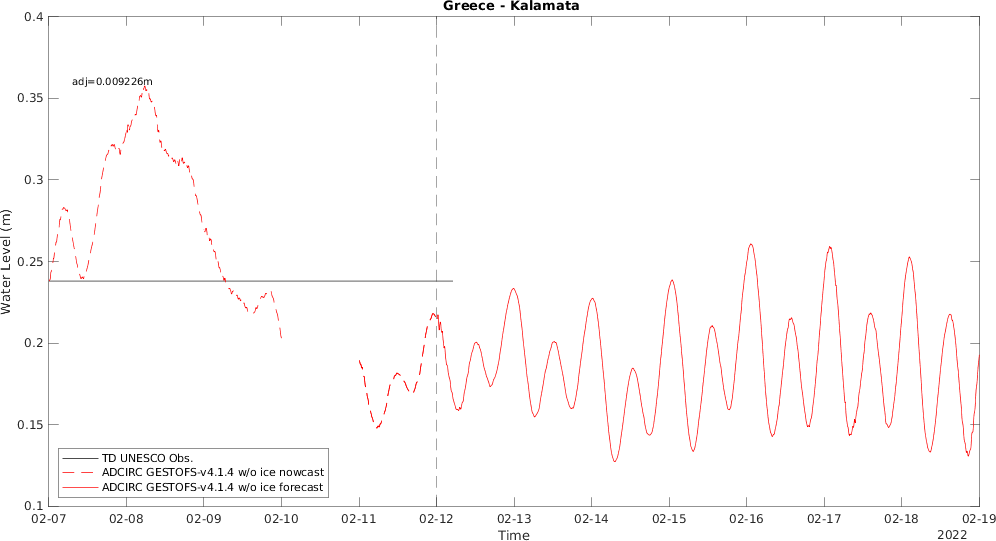 Greece - Kalamata
adj=0.009226m
Water Level (m)
0.4
0.35
0.3
0.25
0.2
0.15
0.1
TD UNESCO Obs.
ADCIRC GESTOFS-v4.1.4 w/o ice nowcast
ADCIRC GESTOFS-v4.1.4 w/o ice forecast
02-07 02-08 02-09 02-10 02-11 02-12 02-13 02-14 02-15 02-16 02-17 02-18 02-19
Time
2022